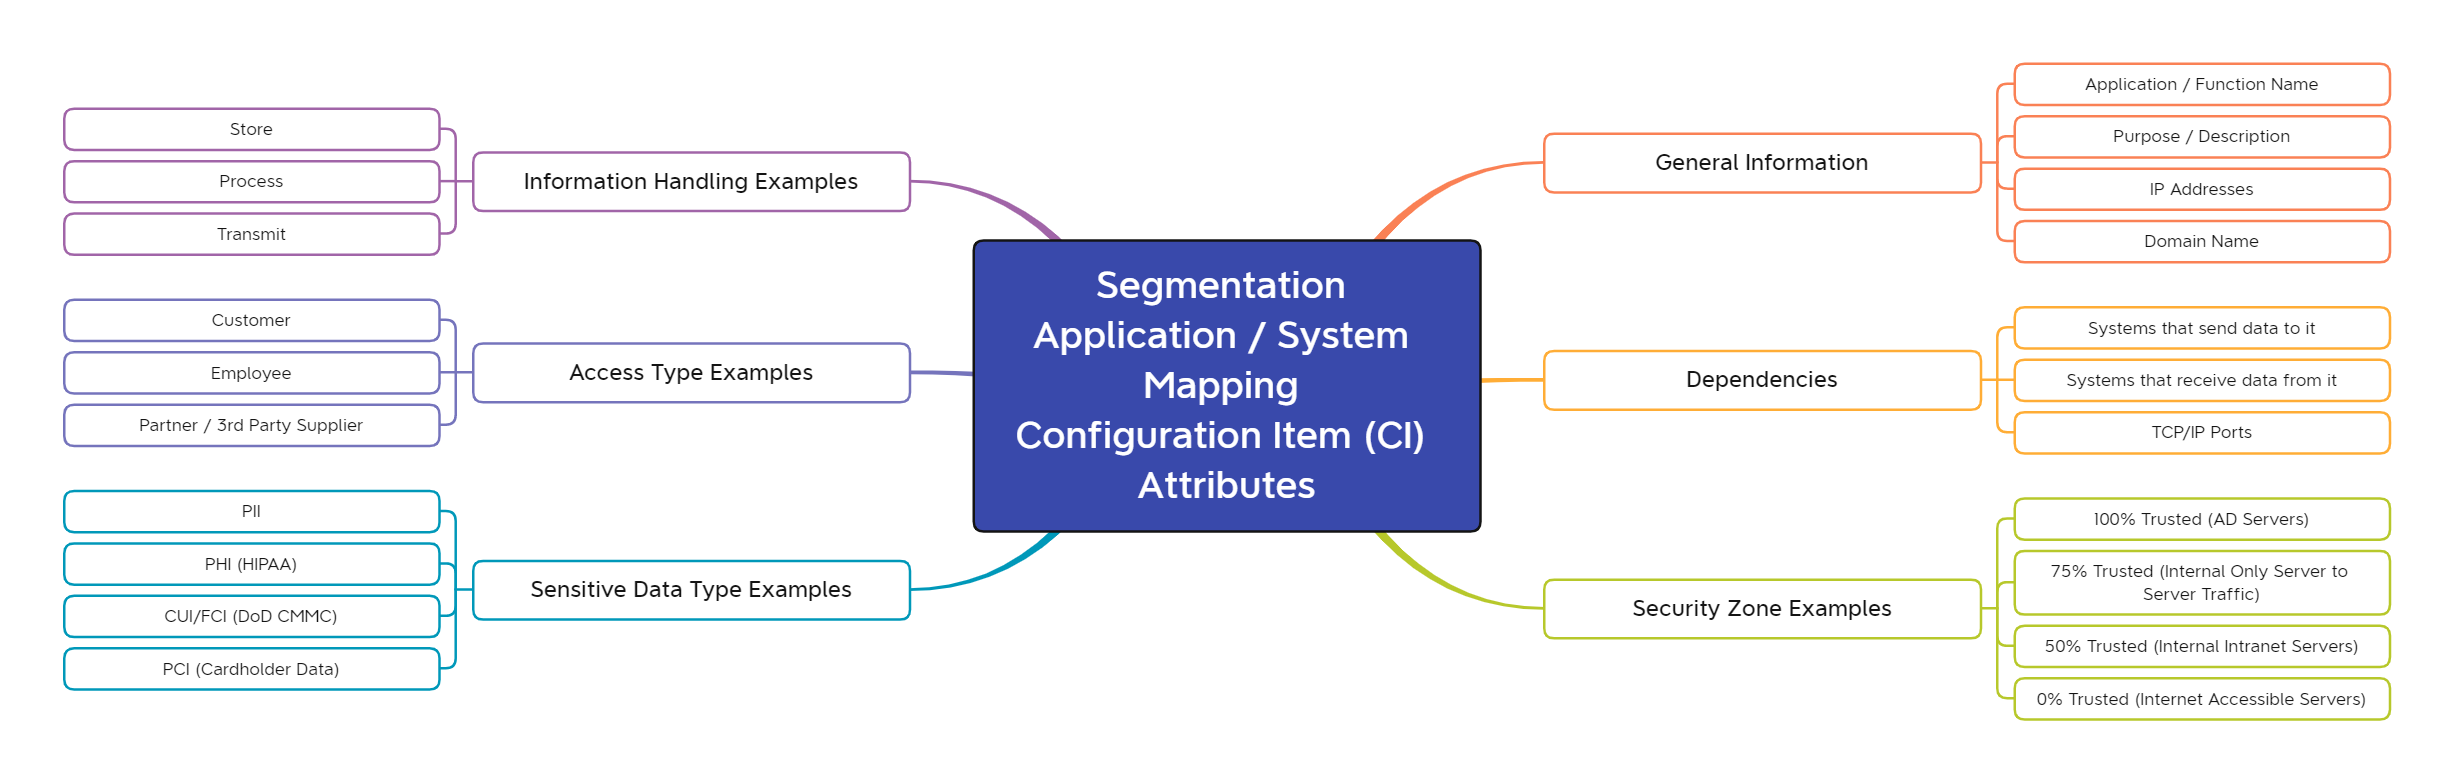 Segmentation
Application / System
Mapping
Configuration Item (CI)
Attributes
Information Handling Examples
Store
Process
Transmit
Access Type Examples
Customer
Employee
Partner / 3rd Party Supplier
Sensitive Data Type Examples
PII
PHI (HIPAA)
CUI/FCI (DoD CMMC)
PCI (Cardholder Data)
General Information
Application / Function Name
Purpose / Description
IP Addresses
Domain Name
Dependencies
Systems that send data to it
Systems that receive data from it
TCP/IP Ports
Security Zone Examples
100% Trusted (AD Servers)
75% Trusted (Internal Only Server to
Server Traffic)
50% Trusted (Internal Intranet Servers)
0% Trusted (Internet Accessible Servers)